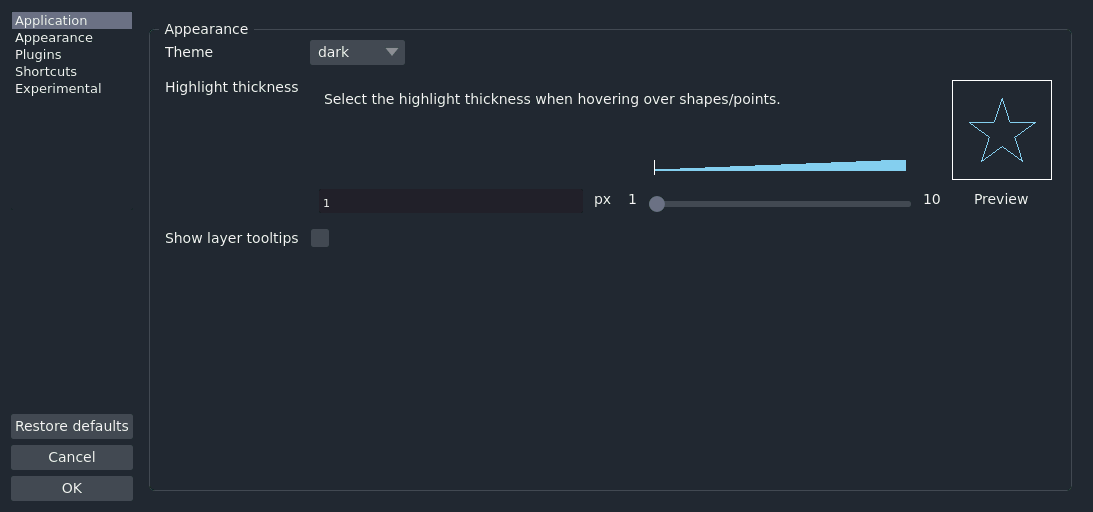 Application
Appearance
Plugins
Shortcuts
Experimental
Appearance
Theme dark
Highlight thickness
Select the highlight thickness when hovering over shapes/points.
1 px 1 10 Preview
Show layer tooltips
Restore defaults
Cancel
OK